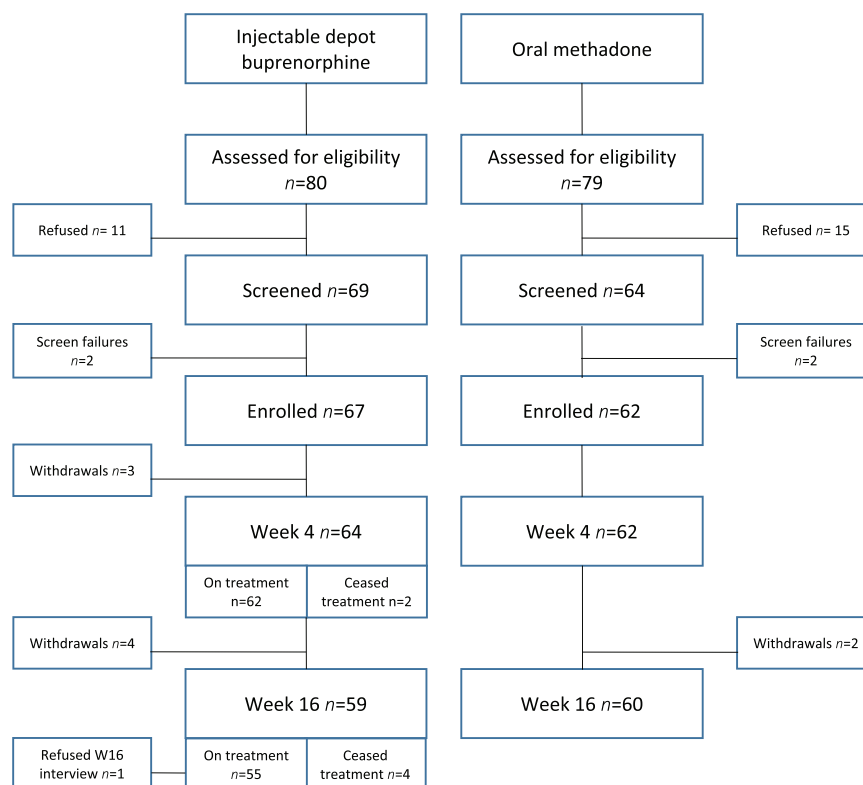 Injectable depot
buprenorphine
Oral methadone
Assessed for eligibility
n=80
Assessed for eligibility
n=79
Refused n= 11
Refused n= 15
Screened n=69
Screened n=64
Screen failures
n=2
Screen failures
n=2
Enrolled n=67
Enrolled n=62
Withdrawals n=3
Week 4 n=64
Week 4 n=62
On treatment
n=62
Ceased
treatment n=2
Withdrawals n=4
Withdrawals n=2
Week 16 n=59
Week 16 n=60
Refused W16
interview n=1
On treatment
n=55
Ceased
treatment n=4